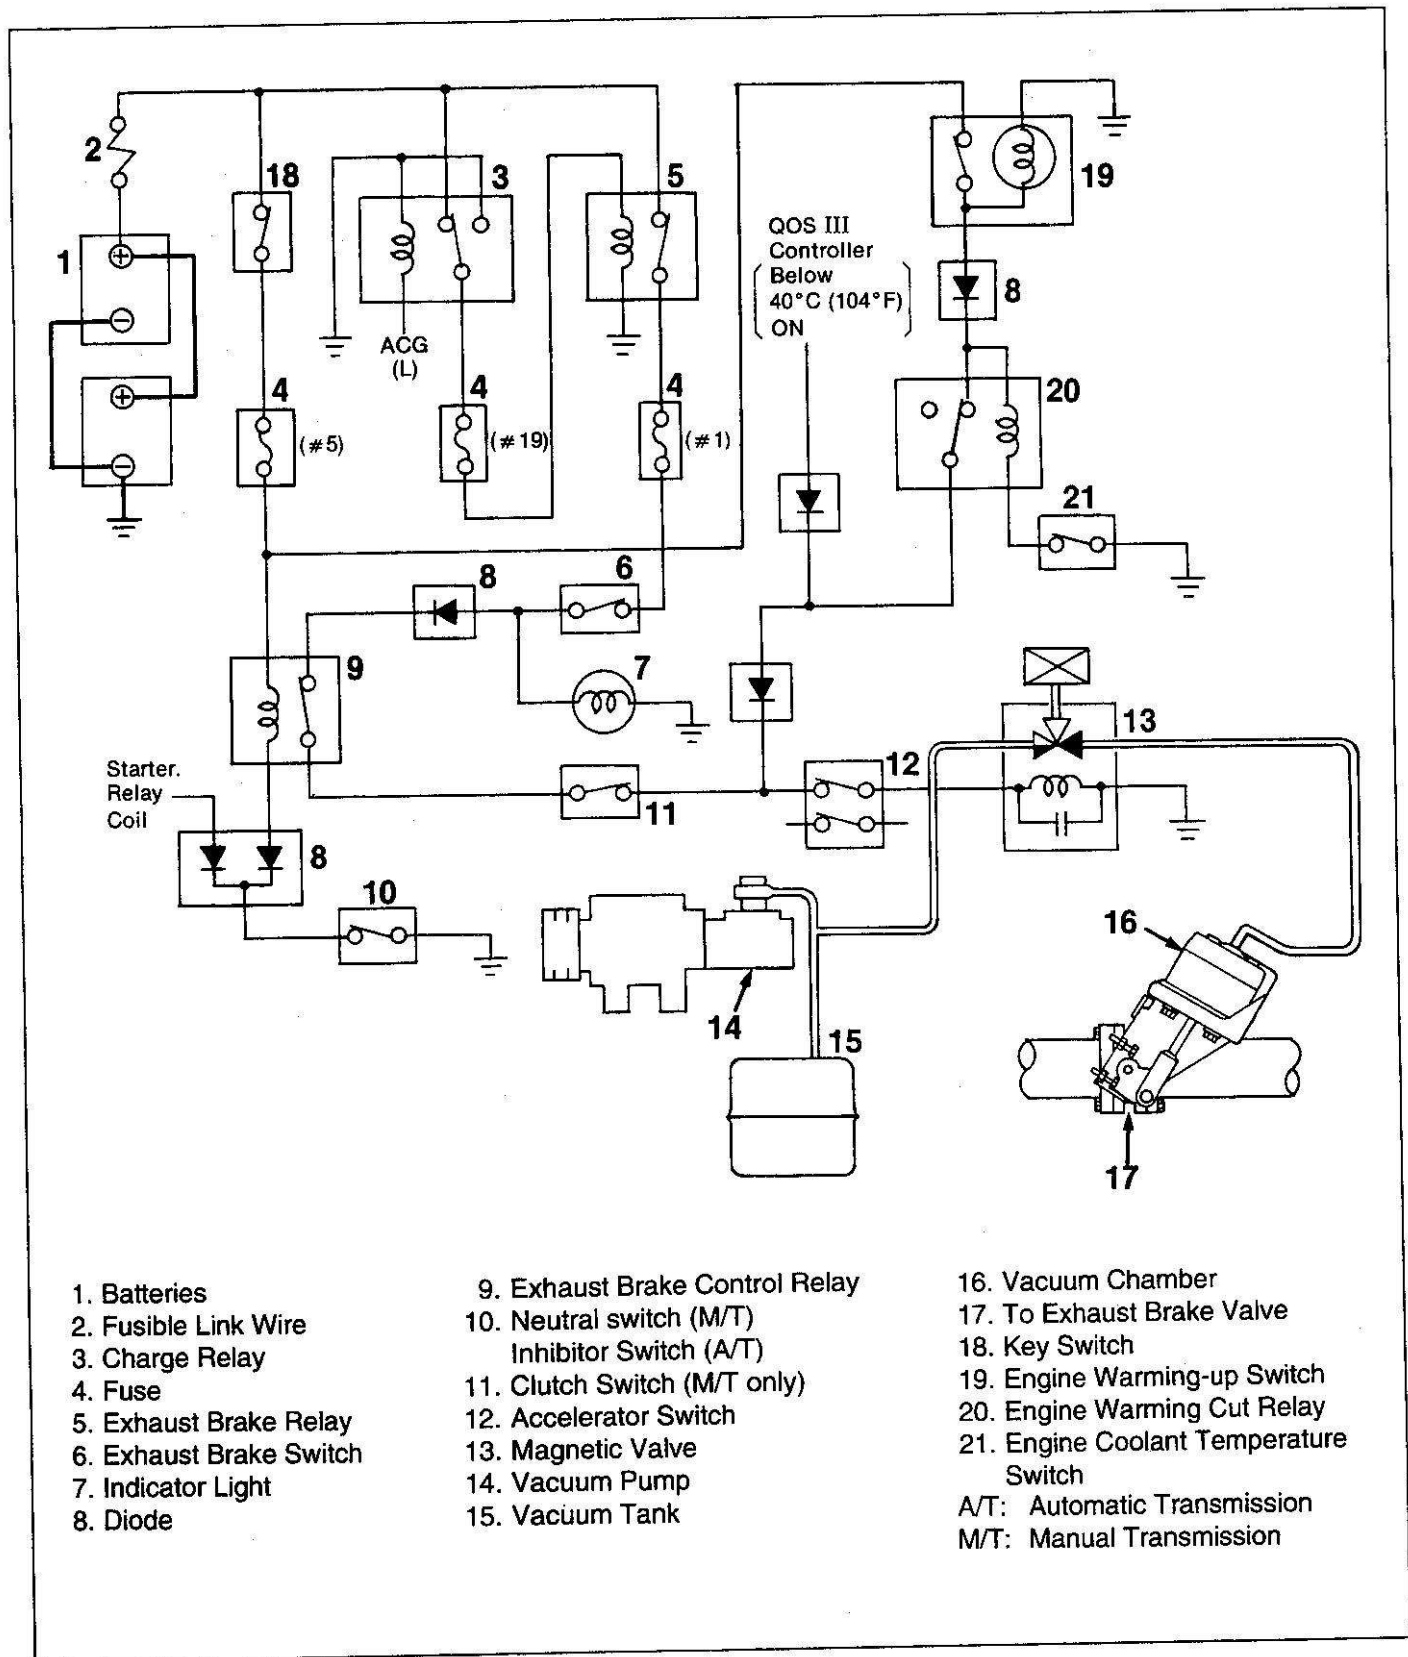 2
18
3
5
19
1
QOS III
Controller
Below
40°C (104°F)
ON
8
ACG
(L)
4
4
4
20
(#5)
(#19)
(#1)
21
8
6
9
7
13
12
Starter.
Relay
Coil
11
8
10
16
14
15
17
1. Batteries
2. Fusible Link Wire
3. Charge Relay
4. Fuse
5. Exhaust Brake Relay
6. Exhaust Brake Switch
7. Indicator Light
8. Diode
9. Exhaust Brake Control Relay
10. Neutral switch (M/T)
Inhibitor Switch (A/T)
11. Clutch Switch (M/T only)
12. Accelerator Switch
13. Magnetic Valve
14. Vacuum Pump
15. Vacuum Tank
16. Vacuum Chamber
17. To Exhaust Brake Valve
18. Key Switch
19. Engine Warming-up Switch
20. Engine Warming Cut Relay
21. Engine Coolant Temperature
Switch
A/T: Automatic Transmission
M/T: Manual Transmission